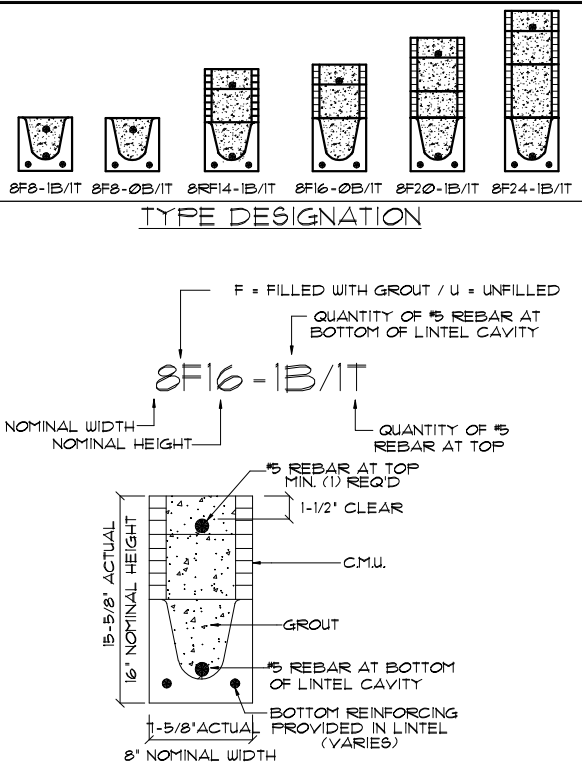 8F8-1B/1T 8F8-0B/1T 8RF14-1B/1T 8F16-0B/1T 8F20-1B/1T 8F24-1B/1T
TYPE DESIGNATION
F = FILLED WITH GROUT / U = UNFILLED
QUANTITY OF #5 REBAR AT
BOTTOM OF LINTEL CAVITY
8F16-1B/1T
NOMINAL WIDTH
NOMINAL HEIGHT
QUANTITY OF #5
REBAR AT TOP
#5 REBAR AT TOP
MIN. (1) REQ'D
1-1/2" CLEAR
15-5/8" ACTUAL
16" NOMINAL HEIGHT
C.M.U.
GROUT
#5 REBAR AT BOTTOM
OF LINTEL CAVITY
BOTTOM REINFORCING
PROVIDED IN LINTEL
(VARIES)
1-5/8" ACTUAL
8" NOMINAL WIDTH